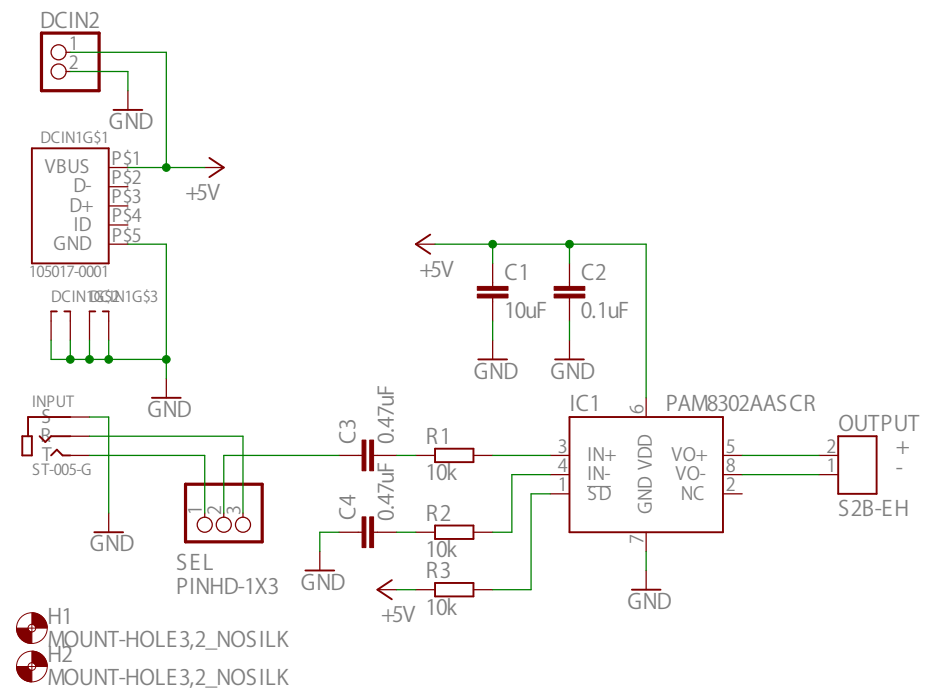 DCIN2
1
2
GND
DCIN1G$1
VBUS P$1
D- P$2
D+ P$3
ID P$4
GND P$5
105017-0001
+5V
DCIN1G$2 DCIN1G$3
GND
INPUT
S
R
T
ST-005-G
GND
1 2 3
SEL
PINHD-1X3
+5V
C1
10uF
GND
C2
0.1uF
GND
C3
0.47uF
R1
10k
C4
0.47uF
GND
R2
10k
R3
10k
+5V
IC1
PAM8302AASCR
6
3 IN+
4 IN-
1 SD
GND VDD
VO+ 5
VO- 8
NC 2
7
GND
OUTPUT
2 +
1 -
S2B-EH
H1
MOUNT-HOLE3,2_NOSILK
H2
MOUNT-HOLE3,2_NOSILK